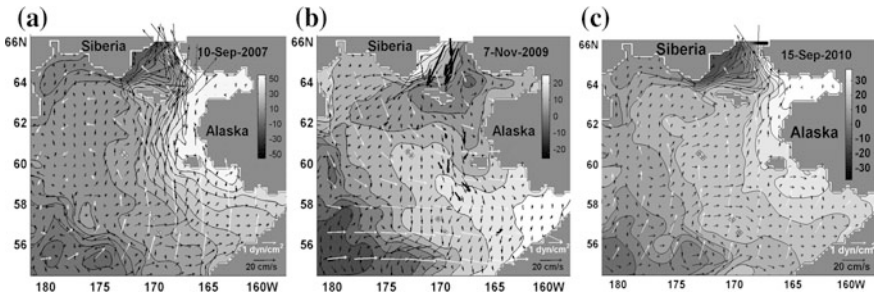 (a)
66N
Siberia
10-Sep-2007
64
62
60
58
56
50
30
10
-10
-30
-50
Alaska
1 dyn/cm²
20 cm/s
180
175
170
165
160W
(b)
66N
Siberia
7-Nov-2009
64
62
60
58
56
20
10
0
-10
-20
Alaska
1 dyn/cm²
20 cm/s
180
175
170
165
160W
(c)
66N
Siberia
15-Sep-2010
64
62
60
58
56
30
20
10
0
-10
-20
-30
Alaska
1 dyn/cm²
20 cm/s
180
175
170
165
160W